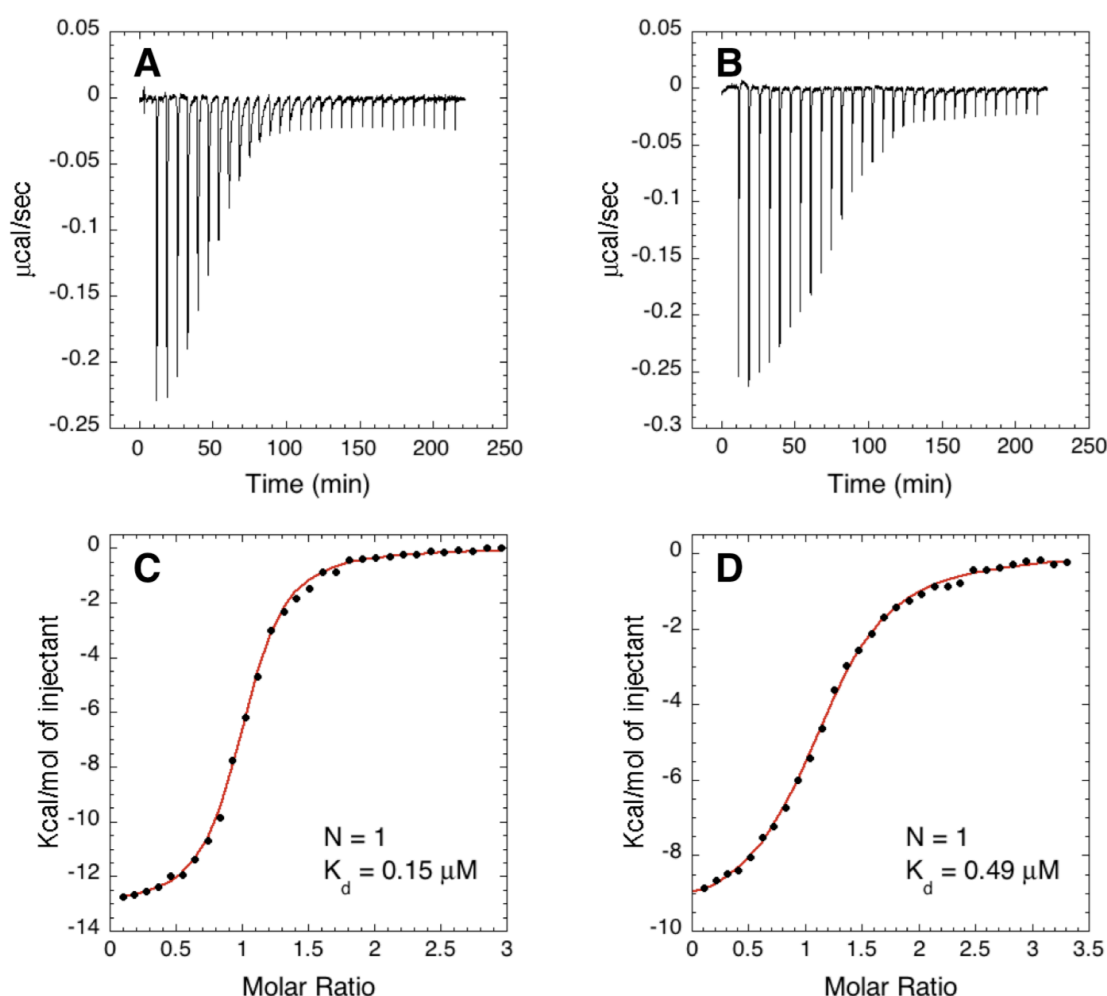 A
0.05
0
-0.05
-0.1
-0.15
-0.2
-0.25
μcal/sec
0 50 100 150 200 250
Time (min)
B
0.05
0
-0.05
-0.1
-0.15
-0.2
-0.25
-0.3
μcal/sec
0 50 100 150 200 250
Time (min)
C
0
-2
-4
-6
-8
-10
-12
-14
Kcal/mol of injectant
N = 1
Kd = 0.15 μM
0 0.5 1 1.5 2 2.5 3
Molar Ratio
D
0
-2
-4
-6
-8
-10
Kcal/mol of injectant
N = 1
Kd = 0.49 μM
0 0.5 1 1.5 2 2.5 3 3.5
Molar Ratio